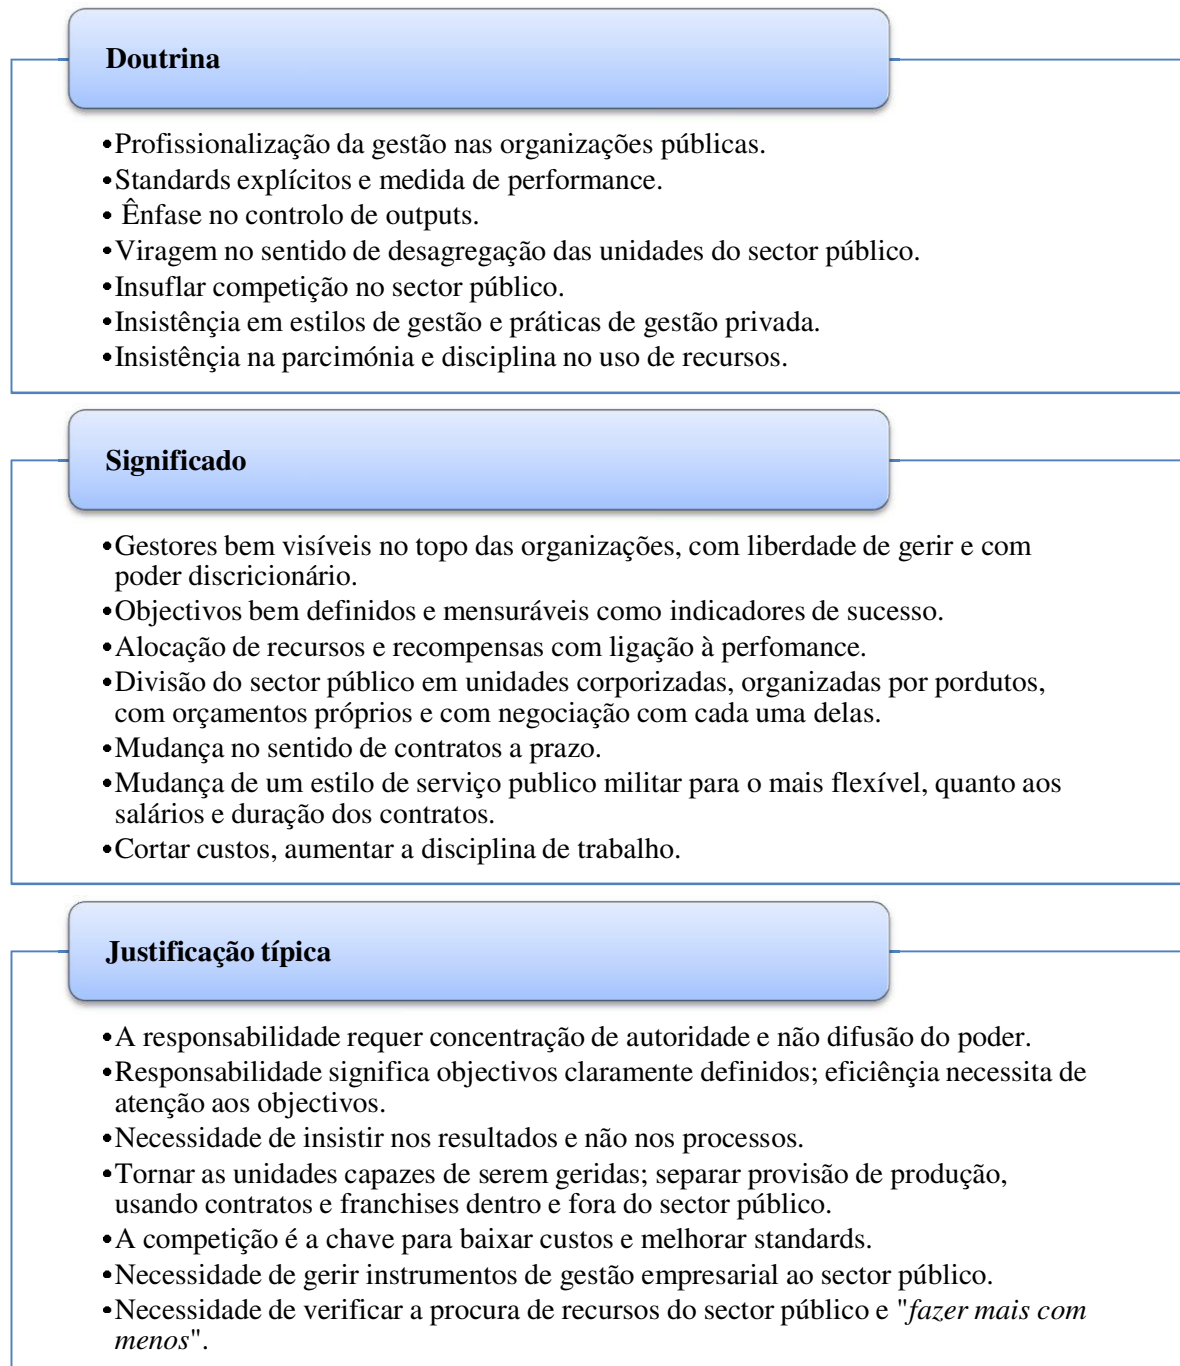 Doutrina
•Profissionalização da gestão nas organizações públicas.
•Standards explícitos e medida de performance.
• Ênfase no controlo de outputs.
•Viragem no sentido de desagregação das unidades do sector público.
•Insuflar competição no sector público.
•Insistênçia em estilos de gestão e práticas de gestão privada.
•Insistênçia na parcimónia e disciplina no uso de recursos.
Significado
•Gestores bem visíveis no topo das organizações, com liberdade de gerir e com
poder discricionário.
•Objectivos bem definidos e mensuráveis como indicadores de sucesso.
•Alocação de recursos e recompensas com ligação à perfomance.
•Divisão do sector público em unidades corporizadas, organizadas por pordutos,
com orçamentos próprios e com negociação com cada uma delas.
•Mudança no sentido de contratos a prazo.
•Mudança de um estilo de serviço publico militar para o mais flexível, quanto aos
salários e duração dos contratos.
•Cortar custos, aumentar a disciplina de trabalho.
Justificação típica
•A responsabilidade requer concentração de autoridade e não difusão do poder.
•Responsabilidade significa objectivos claramente definidos; eficiênçia necessita de
atenção aos objectivos.
•Necessidade de insistir nos resultados e não nos processos.
•Tornar as unidades capazes de serem geridas; separar provisão de produção,
usando contratos e franchises dentro e fora do sector público.
•A competição é a chave para baixar custos e melhorar standards.
•Necessidade de gerir instrumentos de gestão empresarial ao sector público.
•Necessidade de verificar a procura de recursos do sector público e "fazer mais com
menos".